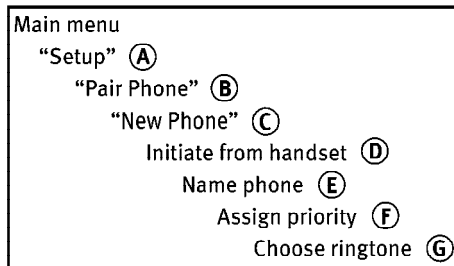 Main menu
“Setup” Ⓐ
“Pair Phone” Ⓑ
“New Phone” Ⓒ
Initiate from handset Ⓓ
Name phone Ⓔ
Assign priority Ⓕ
Choose ringtone Ⓖ